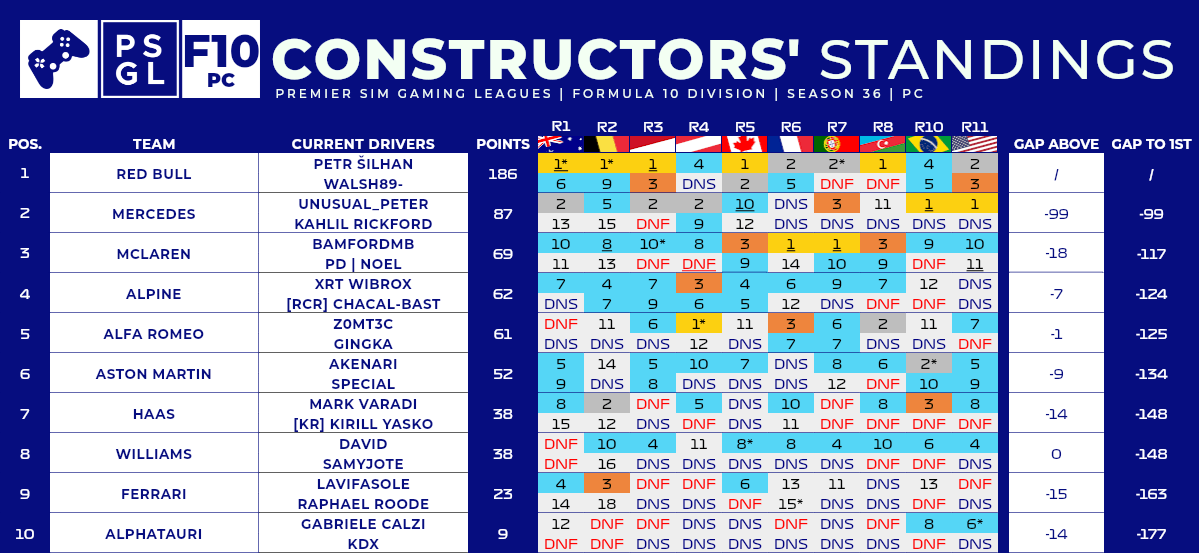 PS GL
F10 PC
CONSTRUCTORS' STANDINGS
PREMIER SIM GAMING LEAGUES | FORMULA 10 DIVISION | SEASON 36 | PC
R1 R2 R3 R4 R5 R6 R7 R8 R10 R11
POS. TEAM CURRENT DRIVERS POINTS GAP ABOVE GAP TO 1ST
1 RED BULL PETR ŠILHAN 186 1* 1* 1 4 1 2 2* 1 4 2 / /
WALSH89- 6 9 3 DNS 2 5 DNF DNF 5 3
2 MERCEDES UNUSUAL_PETER 87 2 5 2 2 10 DNS 3 11 1 1 -99 -99
KAHLIL RICKFORD 13 15 DNF 9 12 DNS DNS DNS DNS DNS
3 MCLAREN BAMFORDMB 69 10 8 10* 8 3 1 1 3 9 10 -18 -117
PD | NOEL 11 13 DNF DNF 9 14 10 9 DNF 11
4 ALPINE XRT WIBROX 62 7 4 7 3 4 6 9 7 12 DNS -7 -124
[RCR] CHACAL-BAST DNS 7 9 6 5 12 DNS DNF DNF DNS
5 ALFA ROMEO Z0MT3C 61 DNF 11 6 1* 11 3 6 2 11 7 -1 -125
GINGKA DNS DNS DNS 12 DNS 7 7 DNS DNS DNF
6 ASTON MARTIN AKENARI 52 5 14 5 10 7 DNS 8 6 2* 5 -9 -134
SPECIAL 9 DNS 8 DNS DNS DNS 12 DNF 10 9
7 HAAS MARK VARADI 38 8 2 DNF 5 DNS 10 DNF 8 3 8 -14 -148
[KR] KIRILL YASKO 15 12 DNS DNF DNS 11 DNF DNF DNF DNF
8 WILLIAMS DAVID 38 DNF 10 4 11 8* 8 4 10 6 4 0 -148
SAMYJOTE DNF 16 DNS DNS DNS DNS DNS DNF DNF DNS
9 FERRARI LAVIFASOLE 23 4 3 DNF DNF 6 13 11 DNS 13 DNF -15 -163
RAPHAEL ROODE 14 18 DNS DNS DNF 15* DNS DNS DNF DNS
10 ALPHATAURI GABRIELE CALZI 9 12 DNF DNF DNS DNS DNF DNS DNF 8 6* -14 -177
KDX DNF DNF DNS DNS DNS DNS DNS DNS DNF DNS